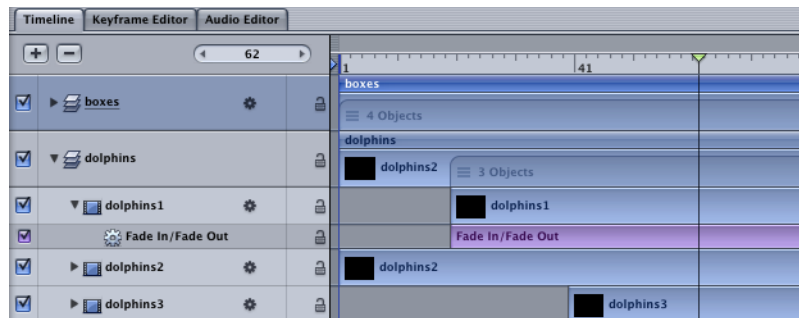 Timeline Keyframe Editor Audio Editor
62
1 41
boxes
boxes
4 Objects
dolphins
dolphins
dolphins2
3 Objects
dolphins1
dolphins1
Fade In/Fade Out
Fade In/Fade Out
dolphins2
dolphins2
dolphins3
dolphins3